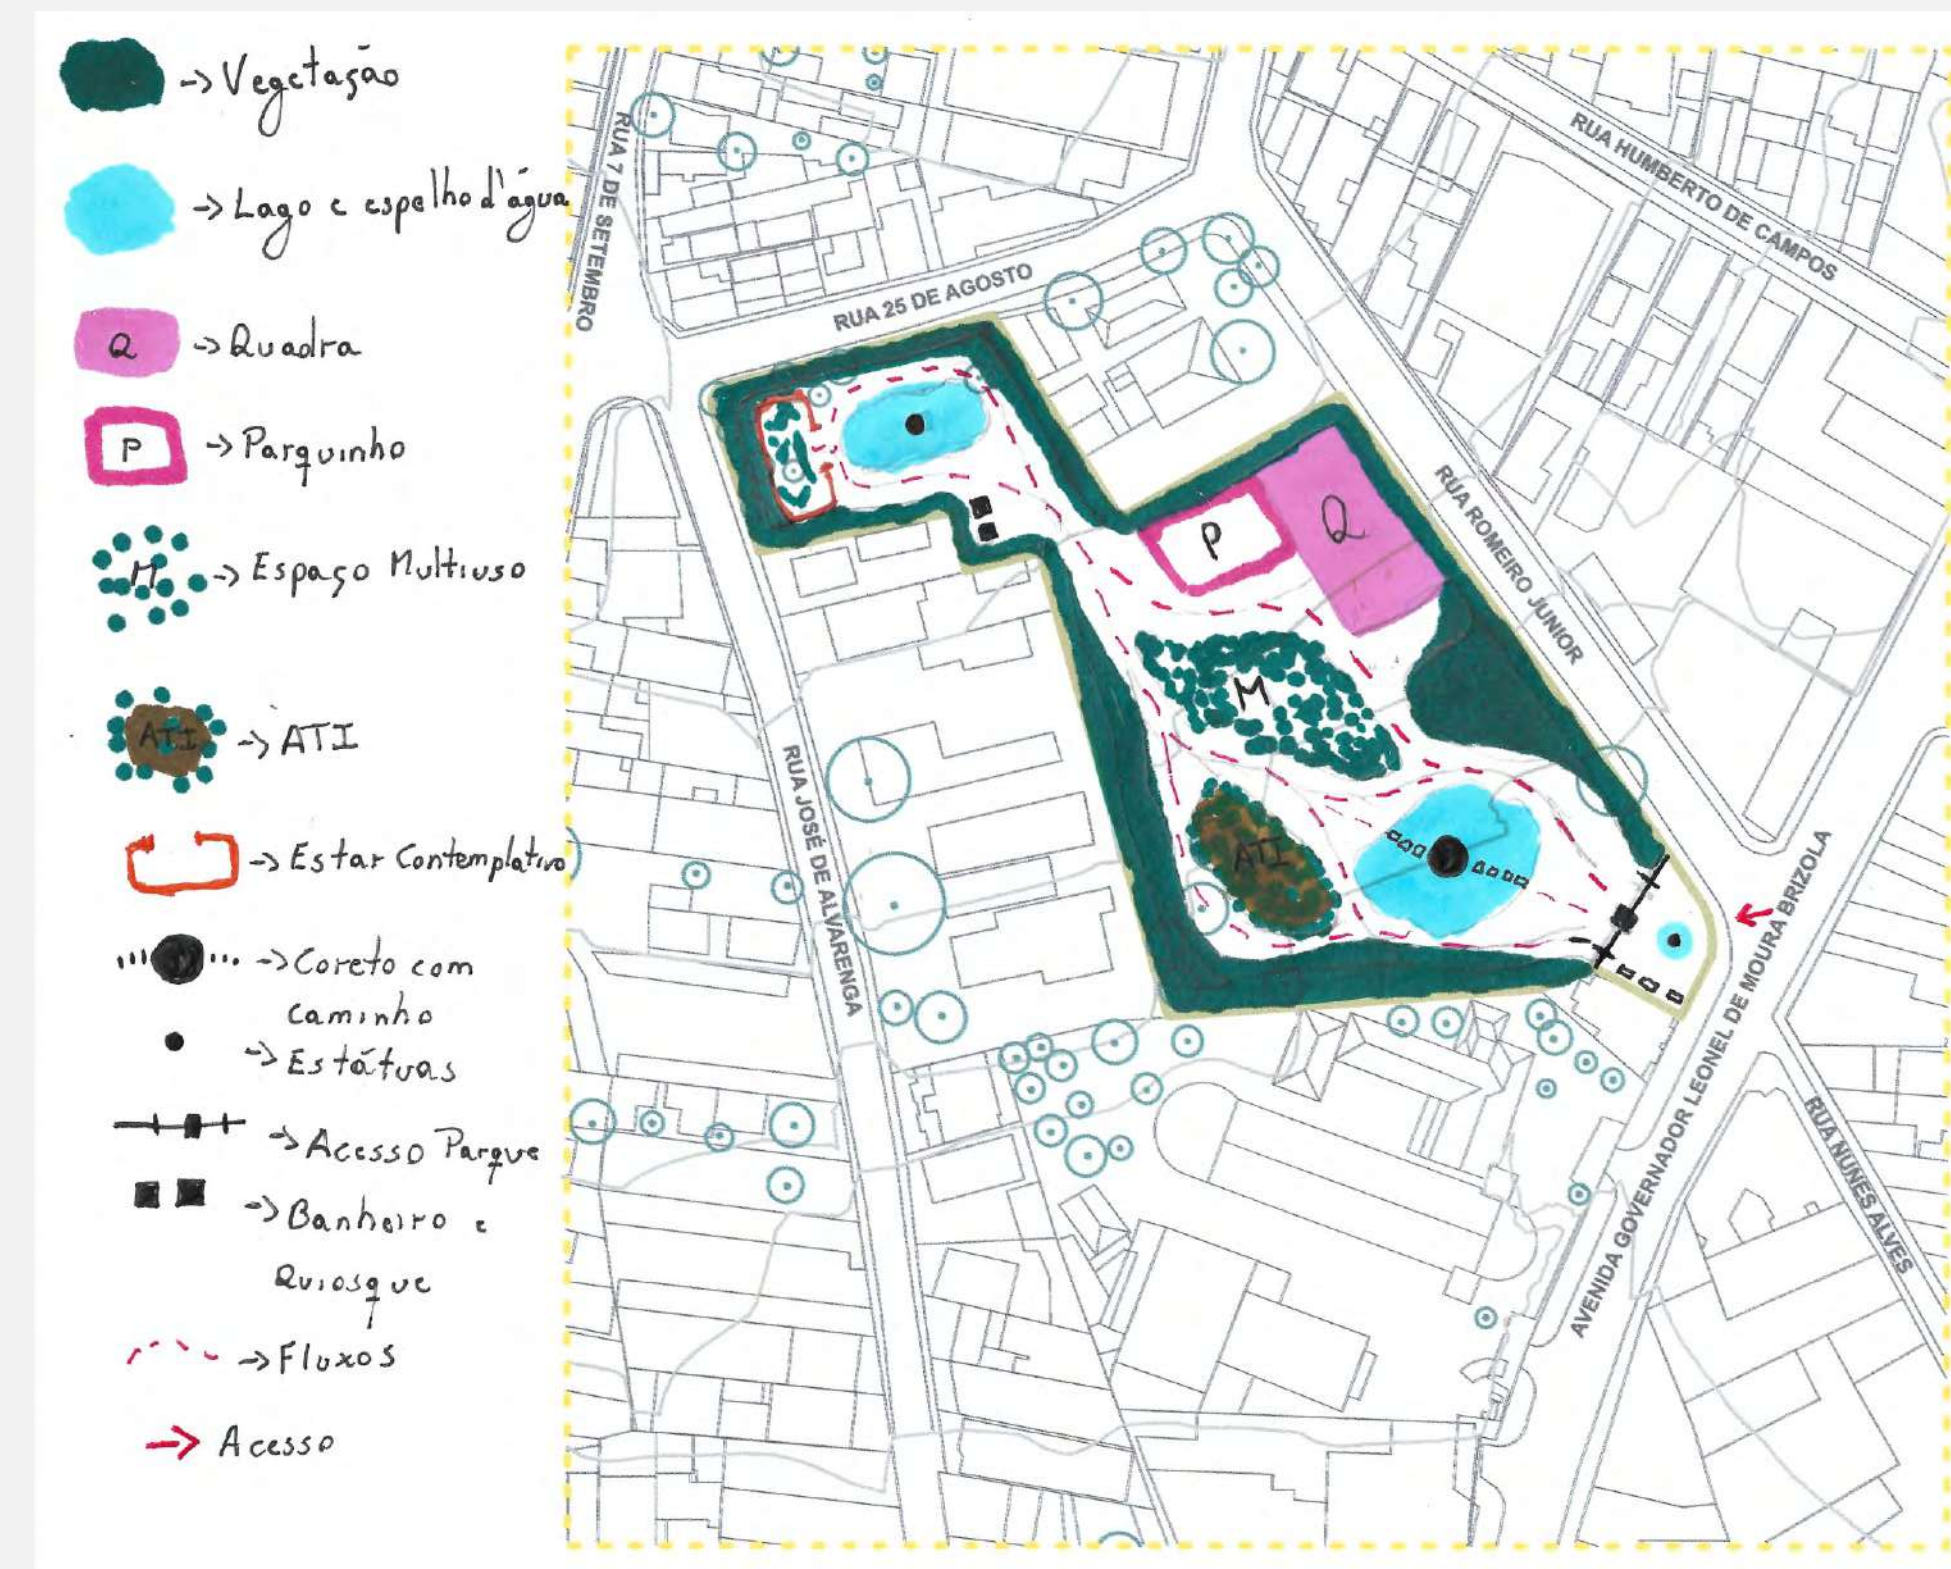 -> Vegetação
-> Lago e espelho d'água
Q -> Quadra
P -> Parquinho
M -> Espaço Multiuso
ATI -> ATI
-> Estar Contemplativo
-> Coreto com
caminho
-> Estátuas
-> Acesso Parque
-> Banheiro e
Quiosque
-> Fluxos
-> Acesso
RUA 7 DE SETEMBRO
RUA HUMBERTO DE CAMPOS
RUA 25 DE AGOSTO
RUA ROMEIRO JUNIOR
P
Q
M
ATI
RUA JOSÉ DE ALVARENGA
AVENIDA GOVERNADOR LEONEL DE MOURA BRIZOLA
RUA NUNES ALVES